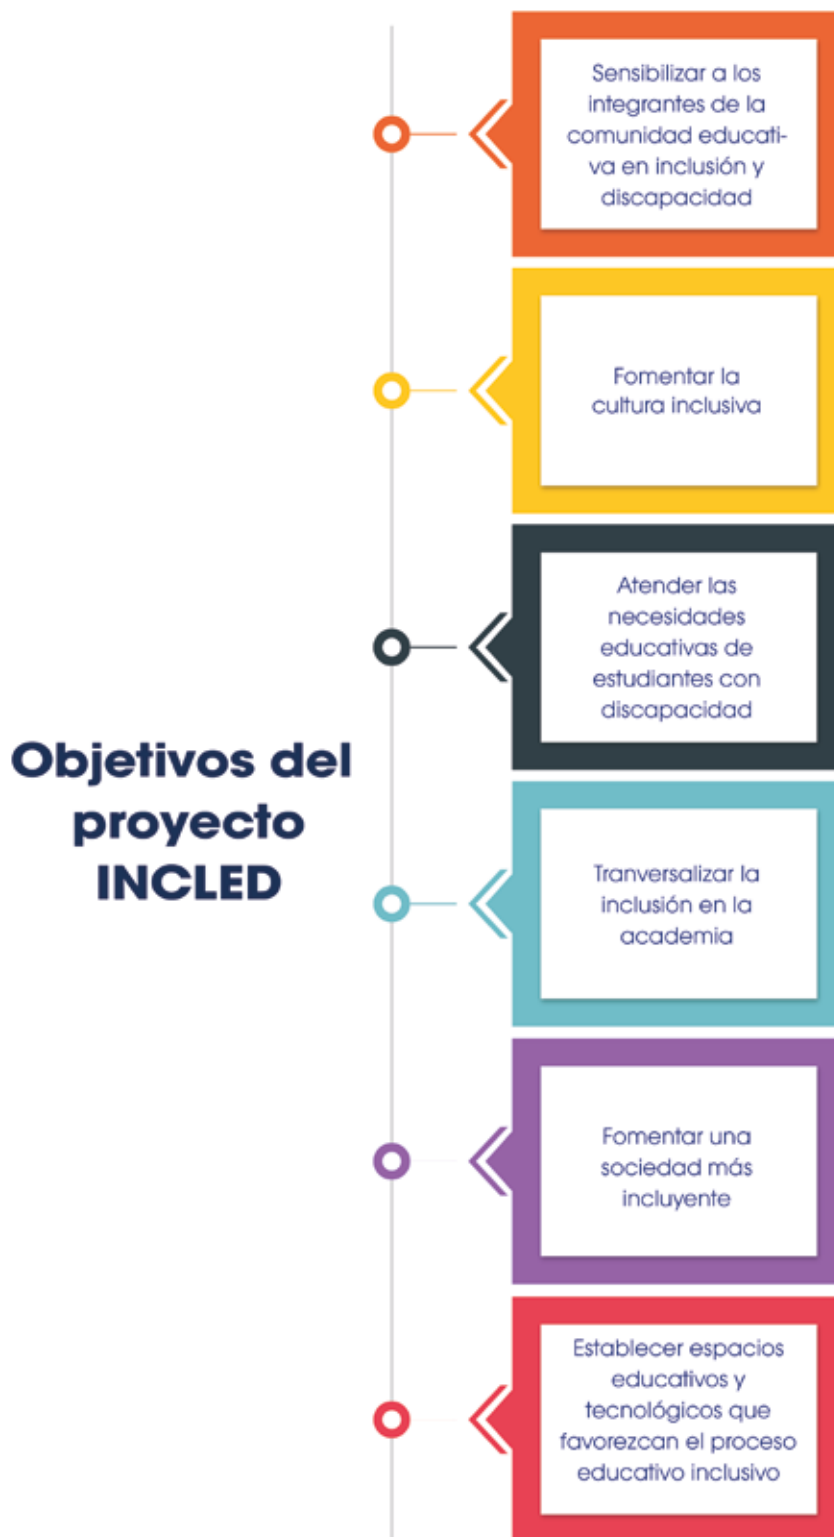 Objetivos del
proyecto
INCLED
Sensibilizar a los
integrantes de la
comunidad educati-
va en inclusión y
discapacidad
Fomentar la
cultura inclusiva
Atender las
necesidades
educativas de
estudiantes con
discapacidad
Tranversalizar la
inclusión en la
academia
Fomentar una
sociedad más
incluyente
Establecer espacios
educativos y
tecnológicos que
favorezcan el proceso
educativo inclusivo